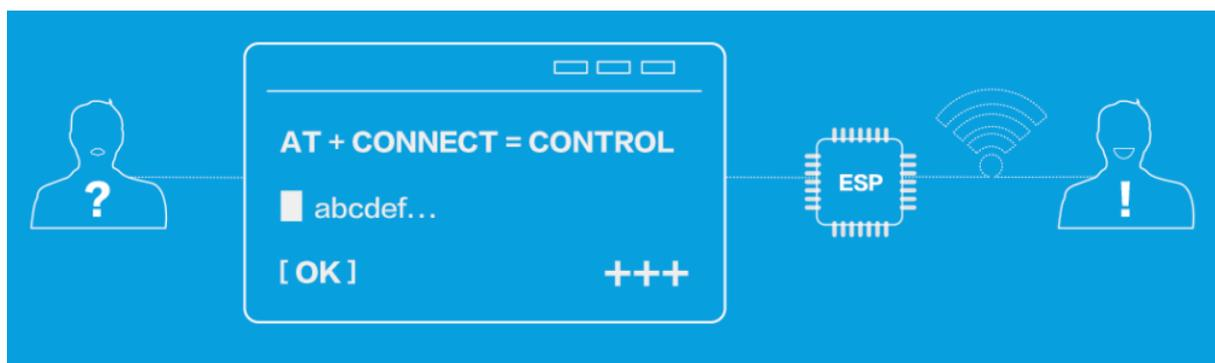 AT + CONNECT = CONTROL
abcdef...
[ OK ]
+++
?
ESP
!